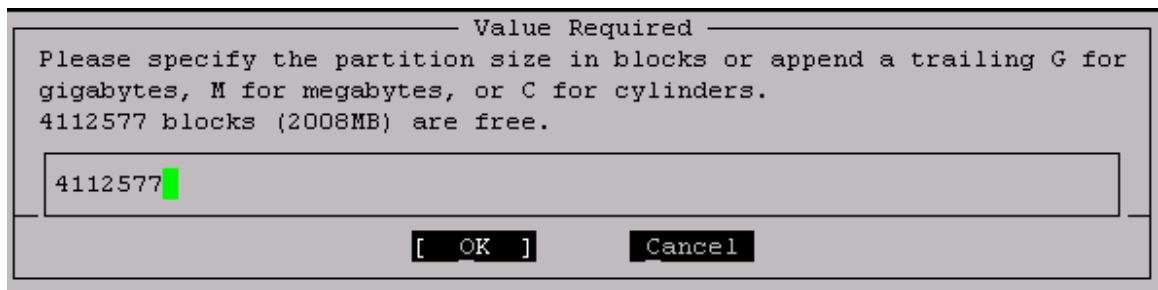 Value Required
Please specify the partition size in blocks or append a trailing G for
gigabytes, M for megabytes, or C for cylinders.
4112577 blocks (2008MB) are free.
4112577
[ OK ] Cancel